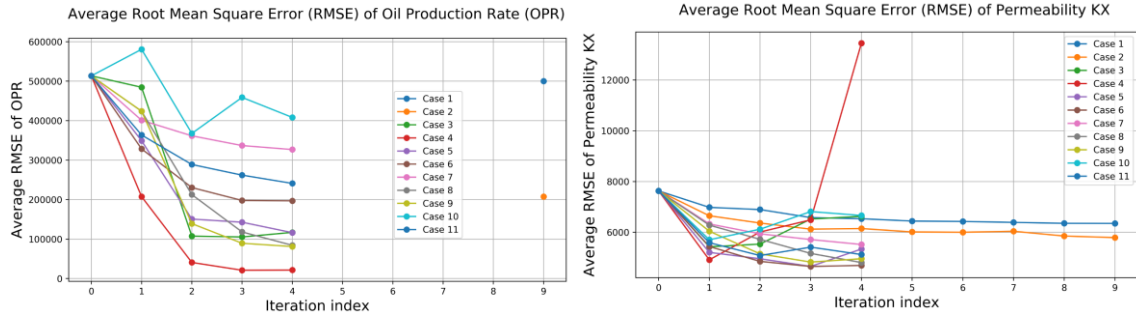 Average Root Mean Square Error (RMSE) of Oil Production Rate (OPR)
600000
500000
400000
300000
200000
100000
0
Average RMSE of OPR
0 1 2 3 4 5 6 7 8 9
Iteration index
Case 1
Case 2
Case 3
Case 4
Case 5
Case 6
Case 7
Case 8
Case 9
Case 10
Case 11
Average Root Mean Square Error (RMSE) of Permeability KX
12000
10000
8000
6000
Average RMSE of Permeability KX
0 1 2 3 4 5 6 7 8 9
Iteration index
Case 1
Case 2
Case 3
Case 4
Case 5
Case 6
Case 7
Case 8
Case 9
Case 10
Case 11